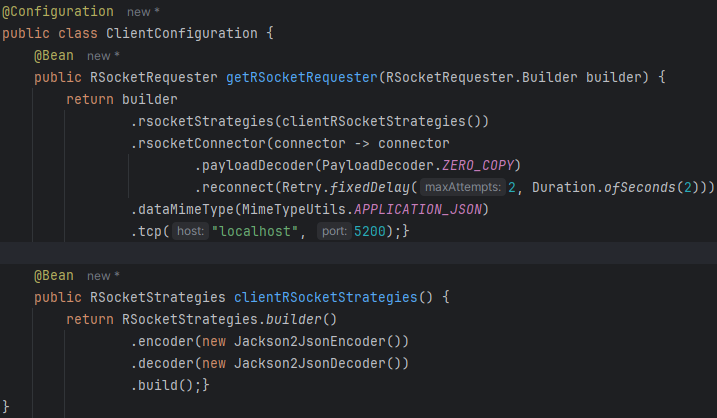 @Configuration new *
public class ClientConfiguration {
    @Bean new *
    public RSocketRequester getRSocketRequester(RSocketRequester.Builder builder) {
        return builder
                .rsocketStrategies(clientRSocketStrategies())
                .rsocketConnector(connector -> connector
                        .payloadDecoder(PayloadDecoder.ZERO_COPY)
                        .reconnect(Retry.fixedDelay( maxAttempts: 2, Duration.ofSeconds(2)))
                .dataMimeType(MimeTypeUtils.APPLICATION_JSON)
                .tcp( host: "localhost", port: 5200);}
    @Bean new *
    public RSocketStrategies clientRSocketStrategies() {
        return RSocketStrategies.builder()
                .encoder(new Jackson2JsonEncoder())
                .decoder(new Jackson2JsonDecoder())
                .build();}
}